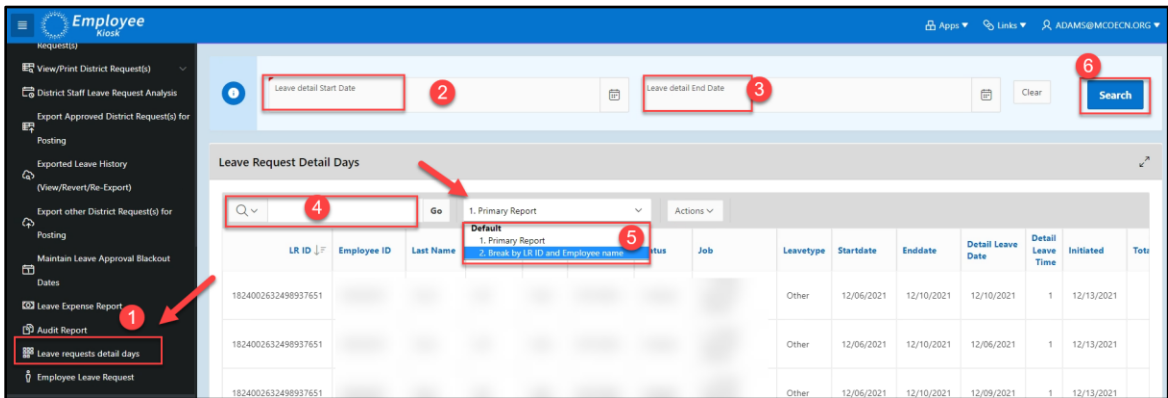 Employee
Kiosk
Apps
Links
ADAMS@MCOECN.ORG
Request(s)
View/Print District Request(s)
District Staff Leave Request Analysis
Export Approved District Request(s) for
Posting
Exported Leave History
(View/Revert/Re-Export)
Export other District Request(s) for
Posting
Maintain Leave Approval Blackout
Dates
Leave Expense Report
1
Audit Report
Leave requests detail days
Employee Leave Request
Leave detail Start Date
2
Leave detail End Date
3
Clear
6
Search
Leave Request Detail Days
4
Go
1. Primary Report
Actions
Default
1. Primary Report
2. Break by LR ID and Employee name
5
LR ID Employee ID Last Name Job Leavetype Startdate Enddate Detail Leave Date Detail Leave Time Initiated
1824002632498937651 Other 12/06/2021 12/10/2021 12/10/2021 1 12/13/2021
1824002632498937651 Other 12/06/2021 12/10/2021 12/06/2021 1 12/13/2021
1824002632498937651 Other 12/06/2021 12/10/2021 12/09/2021 1 12/13/2021